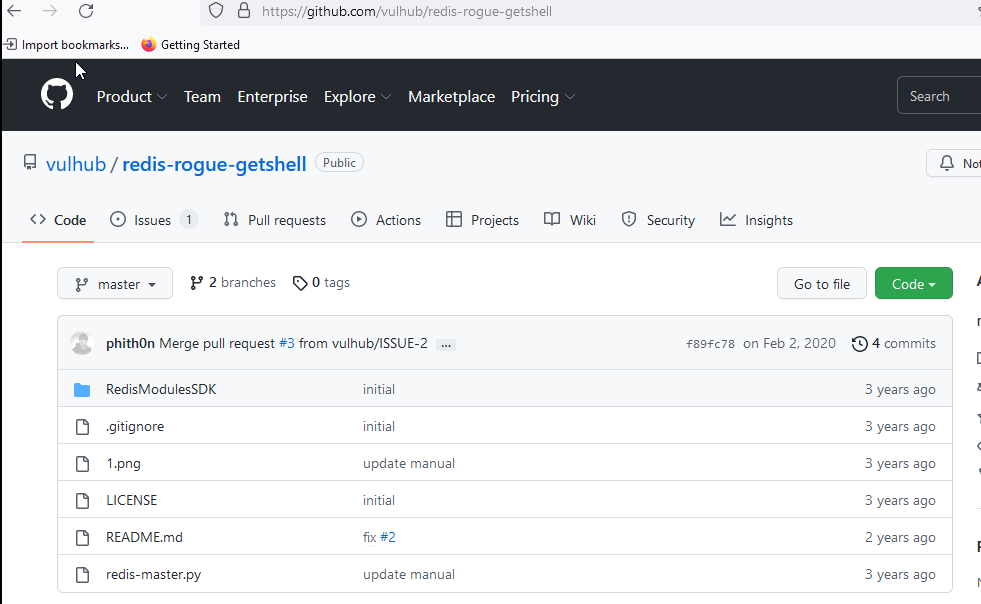 https://github.com/vulhub/redis-rogue-getshell
Import bookmarks... Getting Started
Product Team Enterprise Explore Marketplace Pricing Search
vulhub / redis-rogue-getshell Public
Code Issues 1 Pull requests Actions Projects Wiki Security Insights
master 2 branches 0 tags Go to file Code
phith0n Merge pull request #3 from vulhub/ISSUE-2 ... f89fc78 on Feb 2, 2020 4 commits
RedisModulesSDK initial 3 years ago
.gitignore initial 3 years ago
1.png update manual 3 years ago
LICENSE initial 3 years ago
README.md fix #2 2 years ago
redis-master.py update manual 3 years ago